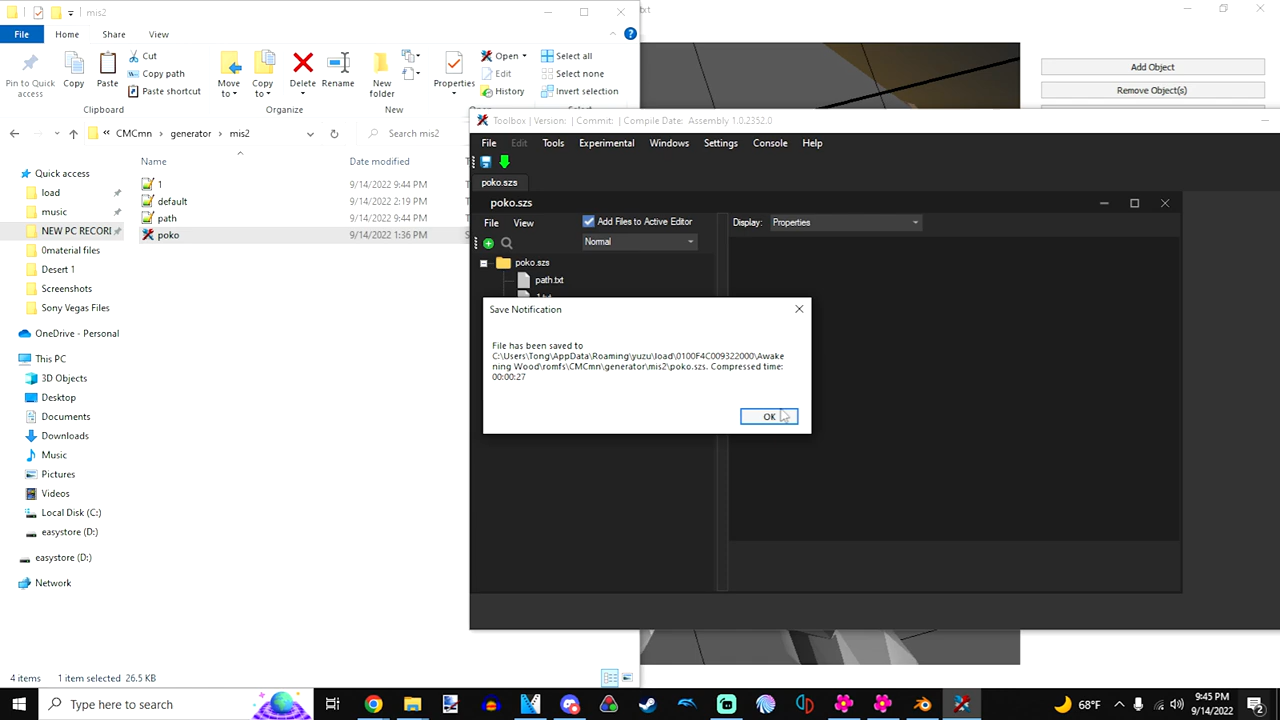 mis2
File
Home
Share
View
Pin to Quick
access
Copy
Paste
Cut
Copy path
Paste shortcut
Clipboard
Move
to
Copy
to
Delete
Rename
Organize
New
folder
New
Properties
Open
Edit
History
Select all
Select none
Invert selection
CMCmn
generator
mis2
Search mis2
Name
Date modified
1
9/14/2022 9:44 PM
default
9/14/2022 2:19 PM
path
9/14/2022 9:44 PM
poko
9/14/2022 1:36 PM
Quick access
load
music
NEW PC RECORI
0material files
Desert 1
Screenshots
Sony Vegas Files
OneDrive - Personal
This PC
3D Objects
Desktop
Documents
Downloads
Music
Pictures
Videos
Local Disk (C:)
easystore (D:)
easystore (D:)
Network
4 items
1 item selected 26.5 KB
txt
Add Object
Remove Object(s)
Toolbox | Version: | Commit: | Compile Date: Assembly 1.0.2352.0
File
Edit
Tools
Experimental
Windows
Settings
Console
Help
poko.szs
poko.szs
File
View
Add Files to Active Editor
Normal
Display:
Properties
poko.szs
path.txt
Save Notification
File has been saved to
C:\Users\Tong\AppData\Roaming\yuzu\load\0100F4C009322000\Awake
ning Wood\romfs\CMCmn\generator\mis2\poko.szs. Compressed time:
00:00:27
OK
Type here to search
68°F
9:45 PM
9/14/2022
2